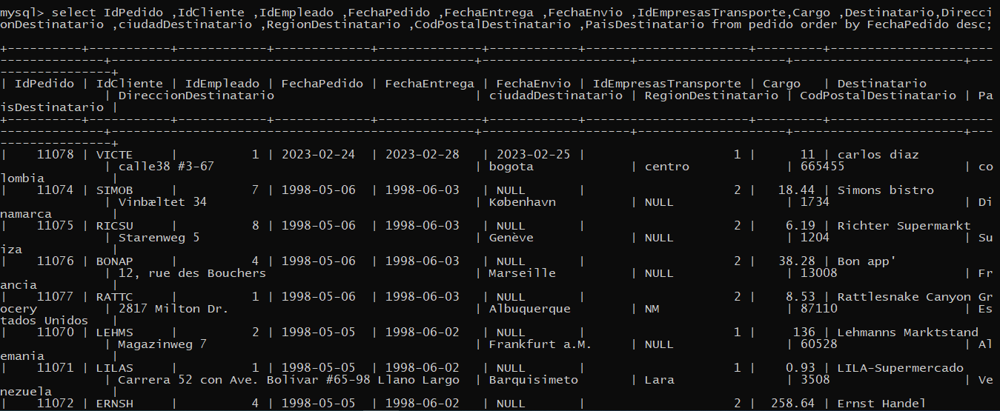 mysql> select IdPedido ,IdCliente ,IdEmpleado ,FechaPedido ,FechaEntrega ,FechaEnvio ,IdEmpresasTransporte,Cargo ,Destinatario,Direcci
onDestinatario ,ciudadDestinatario ,RegionDestinatario ,CodPostalDestinatario ,PaisDestinatario from pedido order by FechaPedido desc;
+----------+-----------+------------+-------------+--------------+------------+----------------------+---------+----------------------
--------------+-------------------------------------------------+--------------------+--------------------+-----------------------+---
---------------+
| IdPedido | IdCliente | IdEmpleado | FechaPedido | FechaEntrega | FechaEnvio | IdEmpresasTransporte | Cargo   | Destinatario
              | DireccionDestinatario                           | ciudadDestinatario | RegionDestinatario | CodPostalDestinatario | Pa
isDestinatario |
+----------+-----------+------------+-------------+--------------+------------+----------------------+---------+----------------------
--------------+-------------------------------------------------+--------------------+--------------------+-----------------------+---
---------------+
|    11078 | VICTE     |          1 | 2023-02-24  | 2023-02-28   | 2023-02-25 |                    1 |      11 | carlos diaz
              | calle38 #3-67                                   | bogota             | centro             | 665455                | co
lombia         |
|    11074 | SIMOB     |          7 | 1998-05-06  | 1998-06-03   | NULL       |                    2 |   18.44 | Simons bistro
              | Vinbæltet 34                                    | København          | NULL               | 1734                  | Di
namarca        |
|    11075 | RICSU     |          8 | 1998-05-06  | 1998-06-03   | NULL       |                    2 |    6.19 | Richter Supermarkt
              | Starenweg 5                                     | Genève             | NULL               | 1204                  | Su
iza            |
|    11076 | BONAP     |          4 | 1998-05-06  | 1998-06-03   | NULL       |                    2 |   38.28 | Bon app'
              | 12, rue des Bouchers                            | Marseille          | NULL               | 13008                 | Fr
ancia          |
|    11077 | RATTC     |          1 | 1998-05-06  | 1998-06-03   | NULL       |                    2 |    8.53 | Rattlesnake Canyon Gr
ocery          | 2817 Milton Dr.                                 | Albuquerque        | NM                 | 87110                 | Es
tados Unidos   |
|    11070 | LEHMS     |          2 | 1998-05-05  | 1998-06-02   | NULL       |                    1 |     136 | Lehmanns Marktstand
              | Magazinweg 7                                    | Frankfurt a.M.     | NULL               | 60528                 | Al
emania         |
|    11071 | LILAS     |          1 | 1998-05-05  | 1998-06-02   | NULL       |                    1 |    0.93 | LILA-Supermercado
              | Carrera 52 con Ave. Bolívar #65-98 Llano Largo  | Barquisimeto       | Lara               | 3508                  | Ve
nezuela        |
|    11072 | ERNSH     |          4 | 1998-05-05  | 1998-06-02   | NULL       |                    2 |  258.64 | Ernst Handel